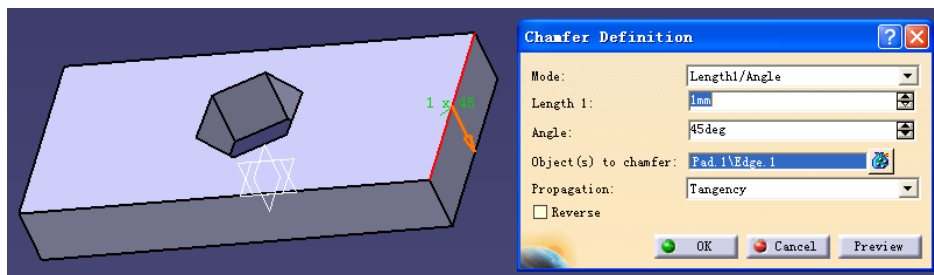 1 x 45
Chamfer Definition
Mode: Length1/Angle
Length 1: 1mm
Angle: 45deg
Object(s) to chamfer: Pad.1\Edge.1
Propagation: Tangency
Reverse
OK Cancel Preview